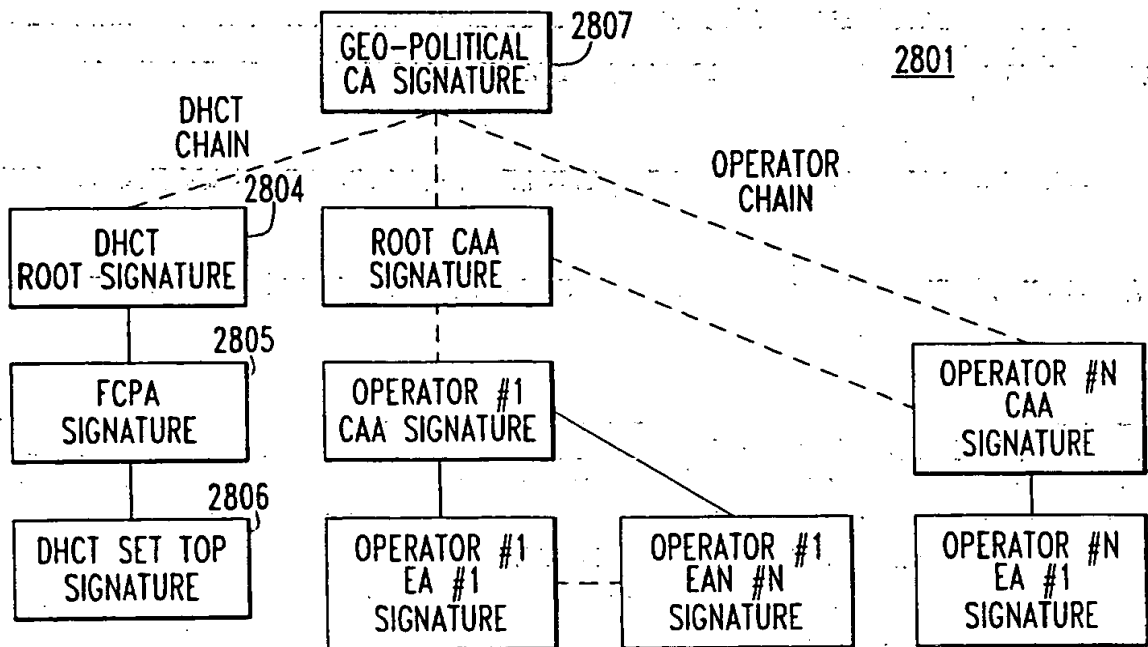 GEO-POLITICAL
CA SIGNATURE
2807
2801
DHCT
CHAIN
OPERATOR
CHAIN
2804
DHCT
ROOT SIGNATURE
ROOT CAA
SIGNATURE
2805
FCPA
SIGNATURE
OPERATOR #1
CAA SIGNATURE
OPERATOR #N
CAA
SIGNATURE
2806
DHCT SET TOP
SIGNATURE
OPERATOR #1
EA #1
SIGNATURE
OPERATOR #1
EAN #N
SIGNATURE
OPERATOR #N
EA #1
SIGNATURE